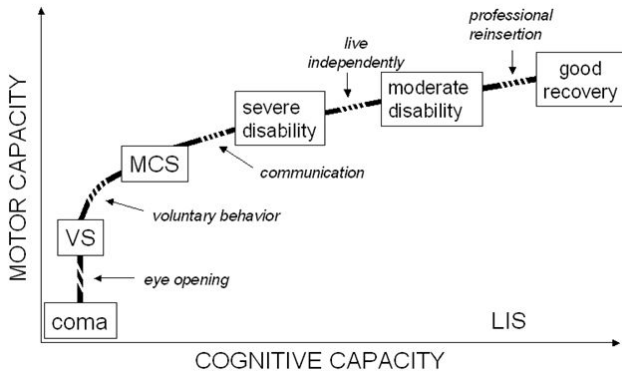 professional
reinsertion
live
independently
good
recovery
moderate
disability
severe
disability
MCS
communication
voluntary behavior
VS
eye opening
coma
LIS
MOTOR CAPACITY
COGNITIVE CAPACITY